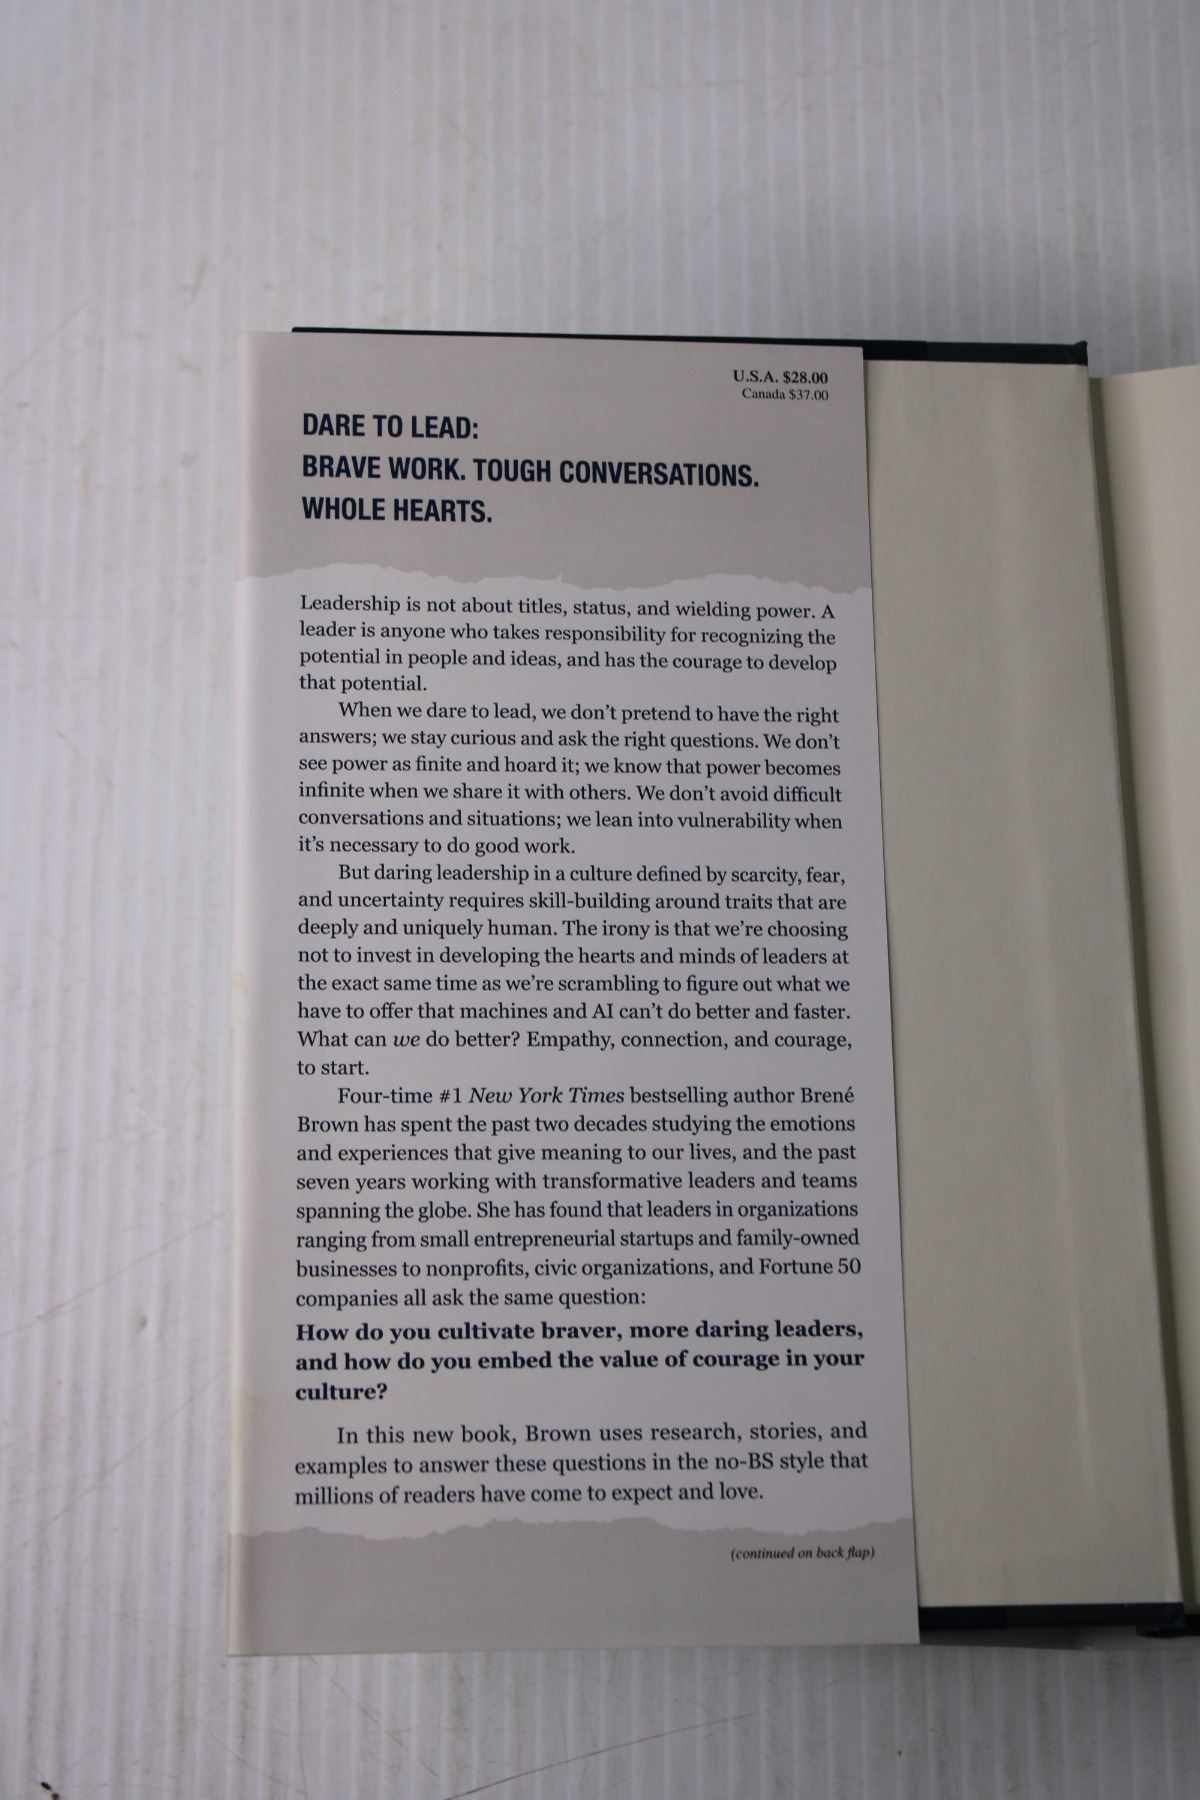 U.S.A. $28.00
Canada $37.00
DARE TO LEAD:
BRAVE WORK. TOUGH CONVERSATIONS.
WHOLE HEARTS.
Leadership is not about titles, status, and wielding power. A
leader is anyone who takes responsibility for recognizing the
potential in people and ideas, and has the courage to develop
that potential.
When we dare to lead, we don’t pretend to have the right
answers; we stay curious and ask the right questions. We don’t
see power as finite and hoard it; we know that power becomes
infinite when we share it with others. We don’t avoid difficult
conversations and situations; we lean into vulnerability when
it’s necessary to do good work.
But daring leadership in a culture defined by scarcity, fear,
and uncertainty requires skill-building around traits that are
deeply and uniquely human. The irony is that we’re choosing
not to invest in developing the hearts and minds of leaders at
the exact same time as we’re scrambling to figure out what we
have to offer that machines and AI can’t do better and faster.
What can we do better? Empathy, connection, and courage,
to start.
Four-time #1 New York Times bestselling author Brené
Brown has spent the past two decades studying the emotions
and experiences that give meaning to our lives, and the past
seven years working with transformative leaders and teams
spanning the globe. She has found that leaders in organizations
ranging from small entrepreneurial startups and family-owned
businesses to nonprofits, civic organizations, and Fortune 50
companies all ask the same question:
How do you cultivate braver, more daring leaders,
and how do you embed the value of courage in your
culture?
In this new book, Brown uses research, stories, and
examples to answer these questions in the no-BS style that
millions of readers have come to expect and love.
(continued on back flap)